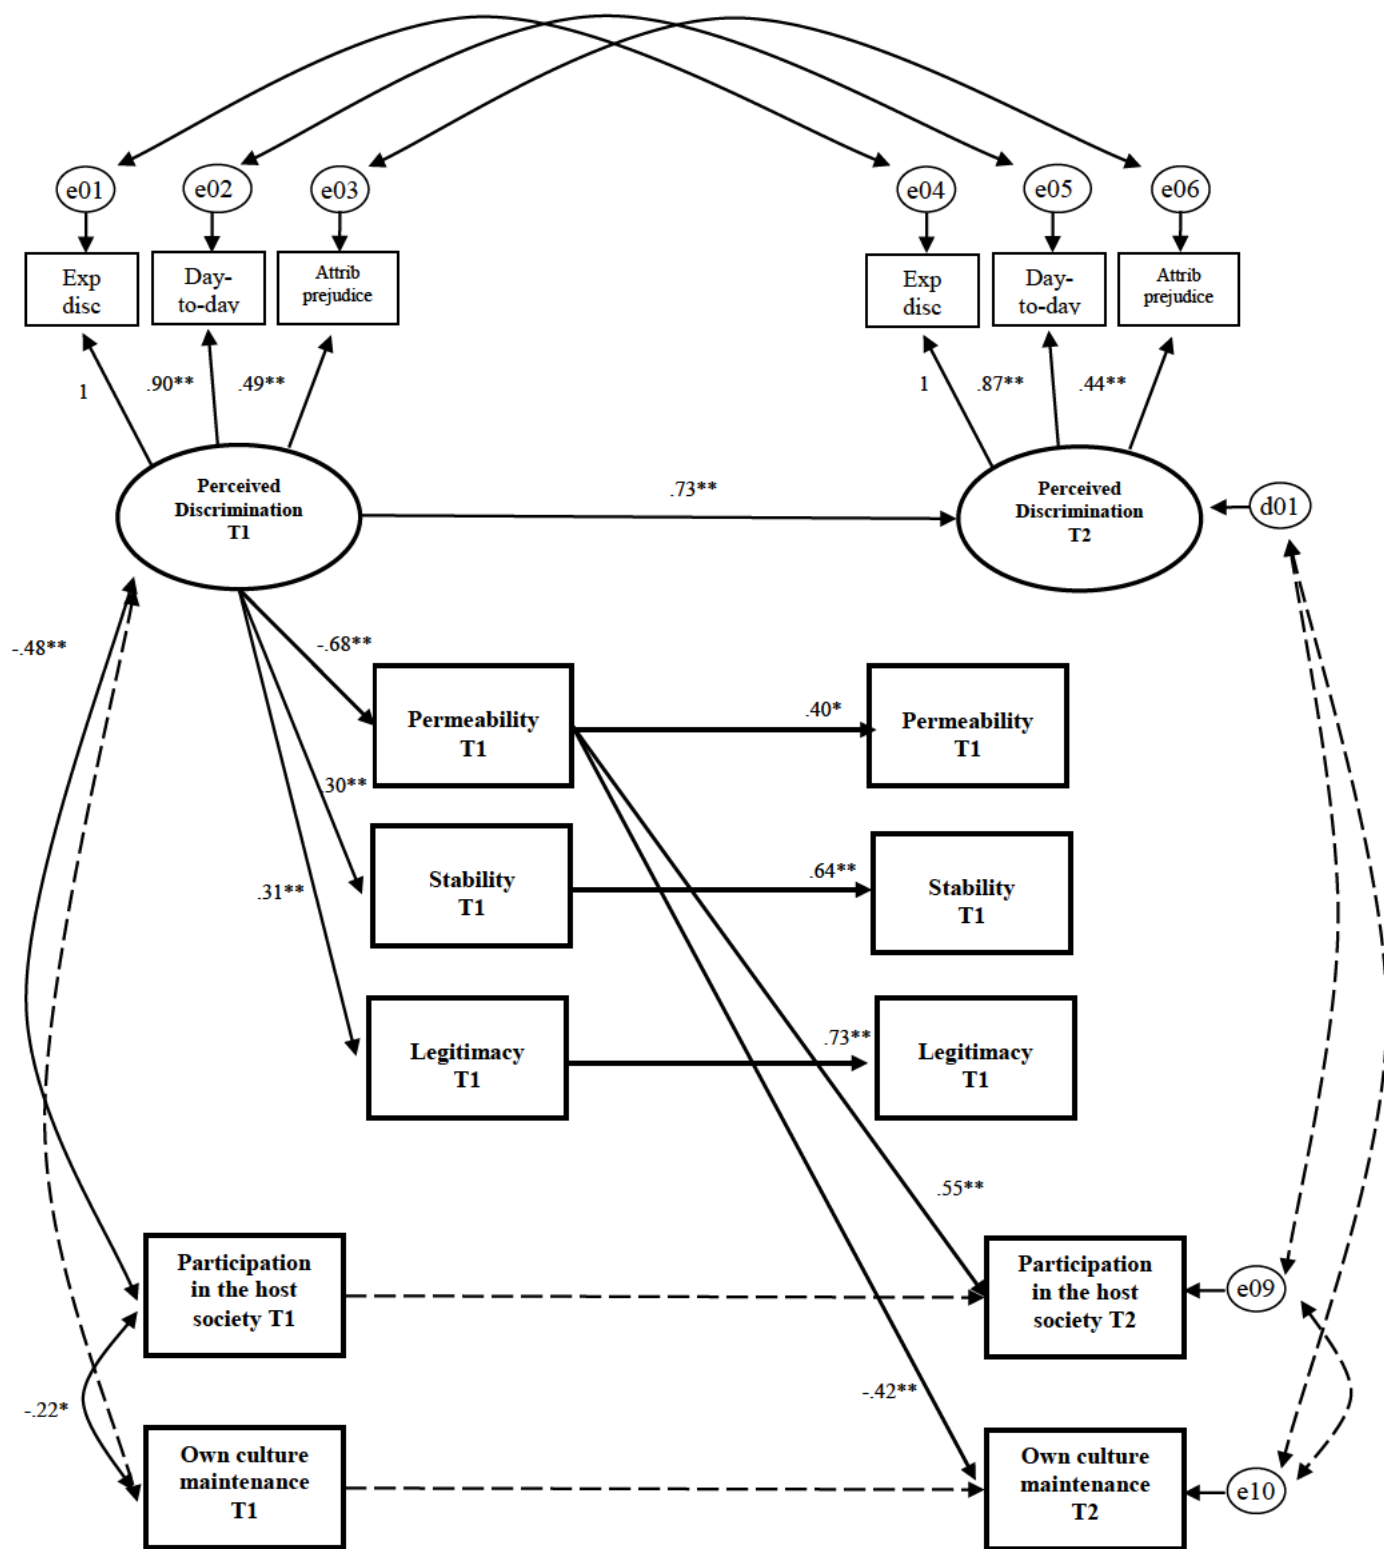 e01
e02
e03
e04
e05
e06
Exp
disc
Day-
to-day
Attrib
prejudice
Exp
disc
Day-
to-day
Attrib
prejudice
1
.90**
.49**
1
.87**
.44**
Perceived
Discrimination
T1
.73**
Perceived
Discrimination
T2
d01
-.48**
-.68**
Permeability
T1
.40*
Permeability
T1
.30**
Stability
T1
.64**
Stability
T1
.31**
Legitimacy
T1
.73**
Legitimacy
T1
.55**
Participation
in the host
society T1
Participation
in the host
society T2
e09
-.22*
-.42**
Own culture
maintenance
T1
Own culture
maintenance
T2
e10